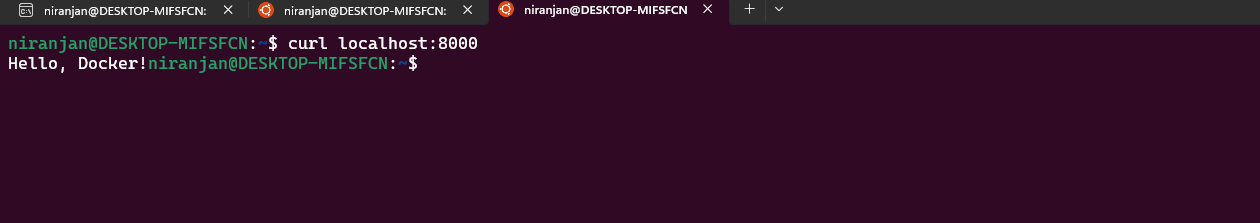 niranjan@DESKTOP-MIFSFCN: niranjan@DESKTOP-MIFSFCN: niranjan@DESKTOP-MIFSFCN
niranjan@DESKTOP-MIFSFCN:~$ curl localhost:8000
Hello, Docker!niranjan@DESKTOP-MIFSFCN:~$